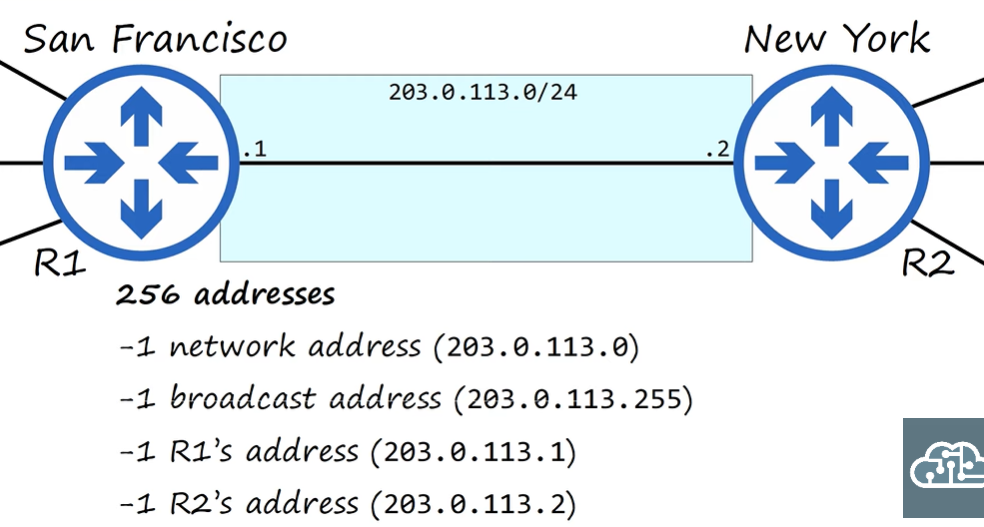 San Francisco
New York
203.0.113.0/24
.1
.2
R1
R2
256 addresses
-1 network address (203.0.113.0)
-1 broadcast address (203.0.113.255)
-1 R1's address (203.0.113.1)
-1 R2's address (203.0.113.2)